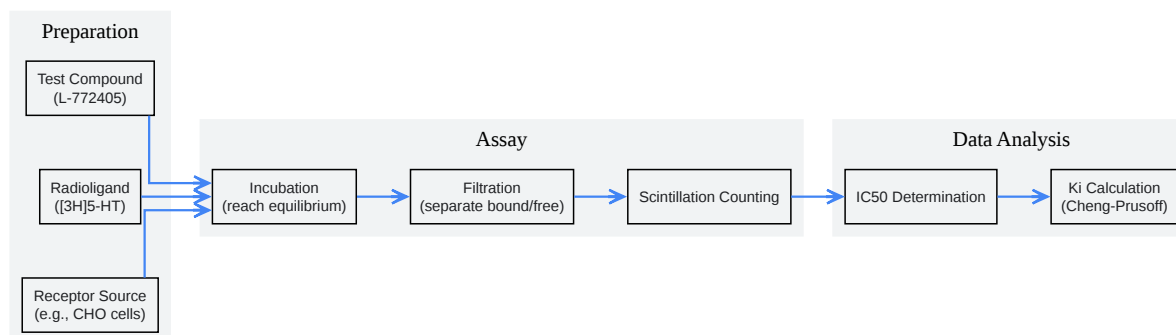 Preparation
Test Compound
(L-772405)
Radioligand
([3H]5-HT)
Receptor Source
(e.g., CHO cells)
Assay
Incubation
(reach equilibrium)
Filtration
(separate bound/free)
Scintillation Counting
Data Analysis
IC50 Determination
Ki Calculation
(Cheng-Prusoff)